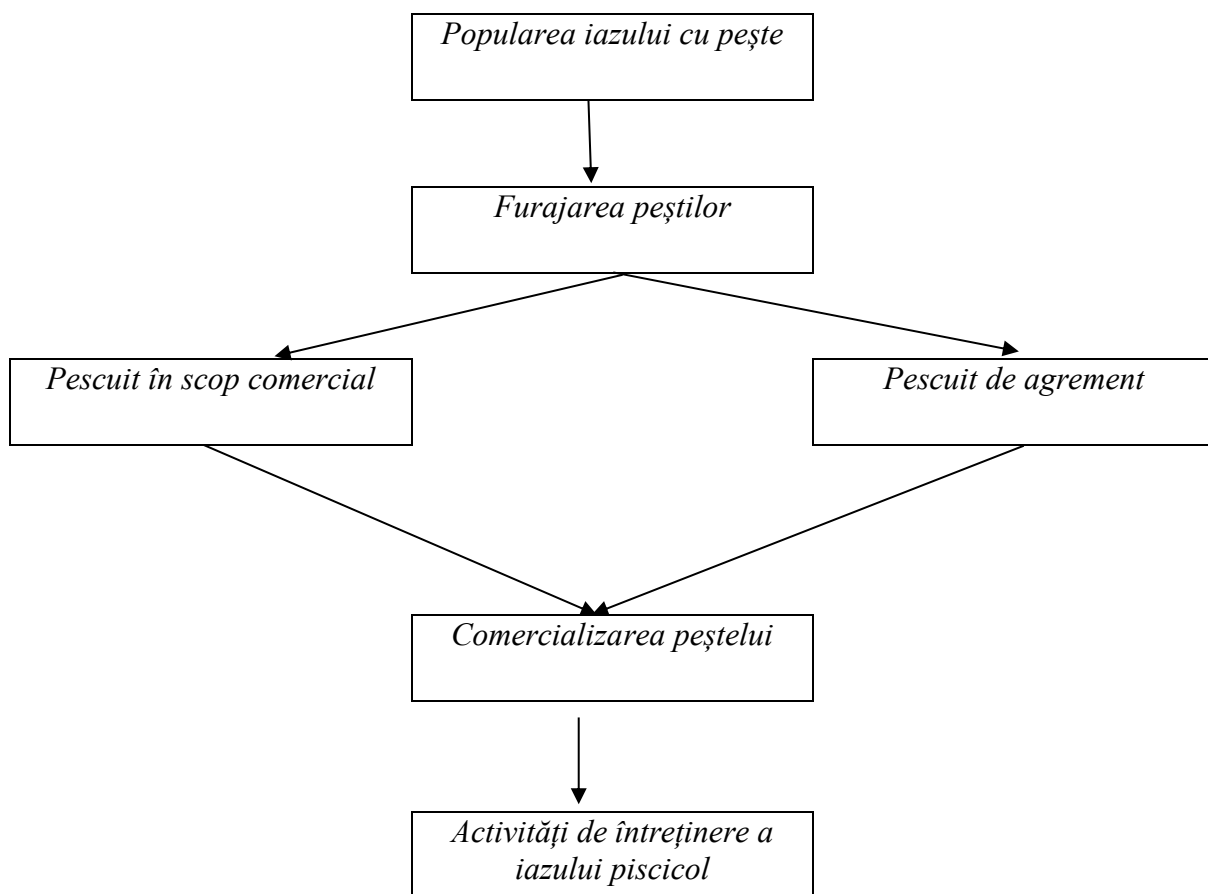 Popularea iazului cu pește
Furajarea peștilor
Pescuit în scop comercial
Pescuit de agrement
Comercializarea peștelui
Activități de întreținere a
iazului piscicol